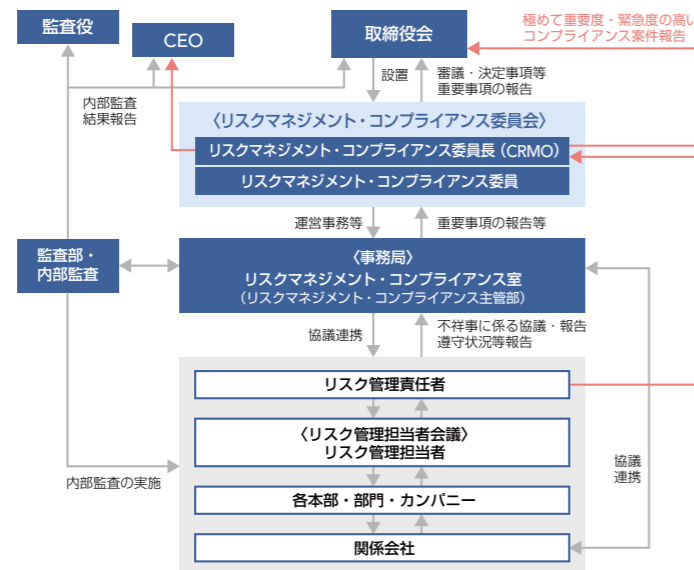 監査役
CEO
取締役会
極めて重要度・緊急度の高い
コンプライアンス案件報告
設置
審議・決定事項等
重要事項の報告
内部監査
結果報告
〈リスクマネジメント・コンプライアンス委員会〉
リスクマネジメント・コンプライアンス委員長（CRMO）
リスクマネジメント・コンプライアンス委員
運営事務等
重要事項の報告等
監査部・
内部監査
〈事務局〉
リスクマネジメント・コンプライアンス室
（リスクマネジメント・コンプライアンス主管部）
協議連携
不祥事に係る協議・報告
遵守状況等報告
リスク管理責任者
〈リスク管理担当者会議〉
リスク管理担当者
協議
連携
内部監査の実施
各本部・部門・カンパニー
関係会社